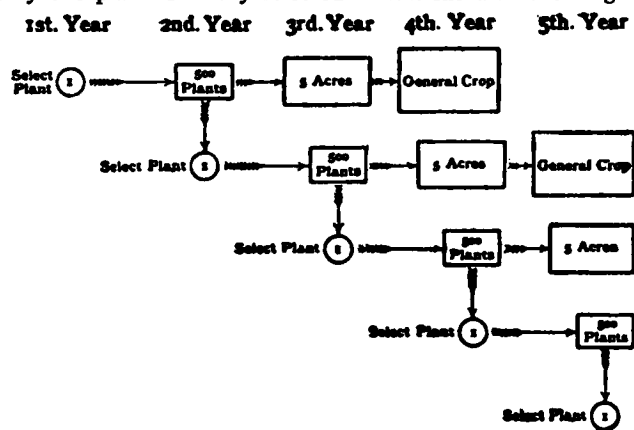 1st. Year 2nd. Year 3rd. Year 4th. Year 5th. Year
Select
Plant
1
500
Plants
5 Acres
General Crop
Select Plant
1
500
Plants
5 Acres
General Crop
Select Plant
1
500
Plants
5 Acres
Select Plant
1
500
Plants
Select Plant
1